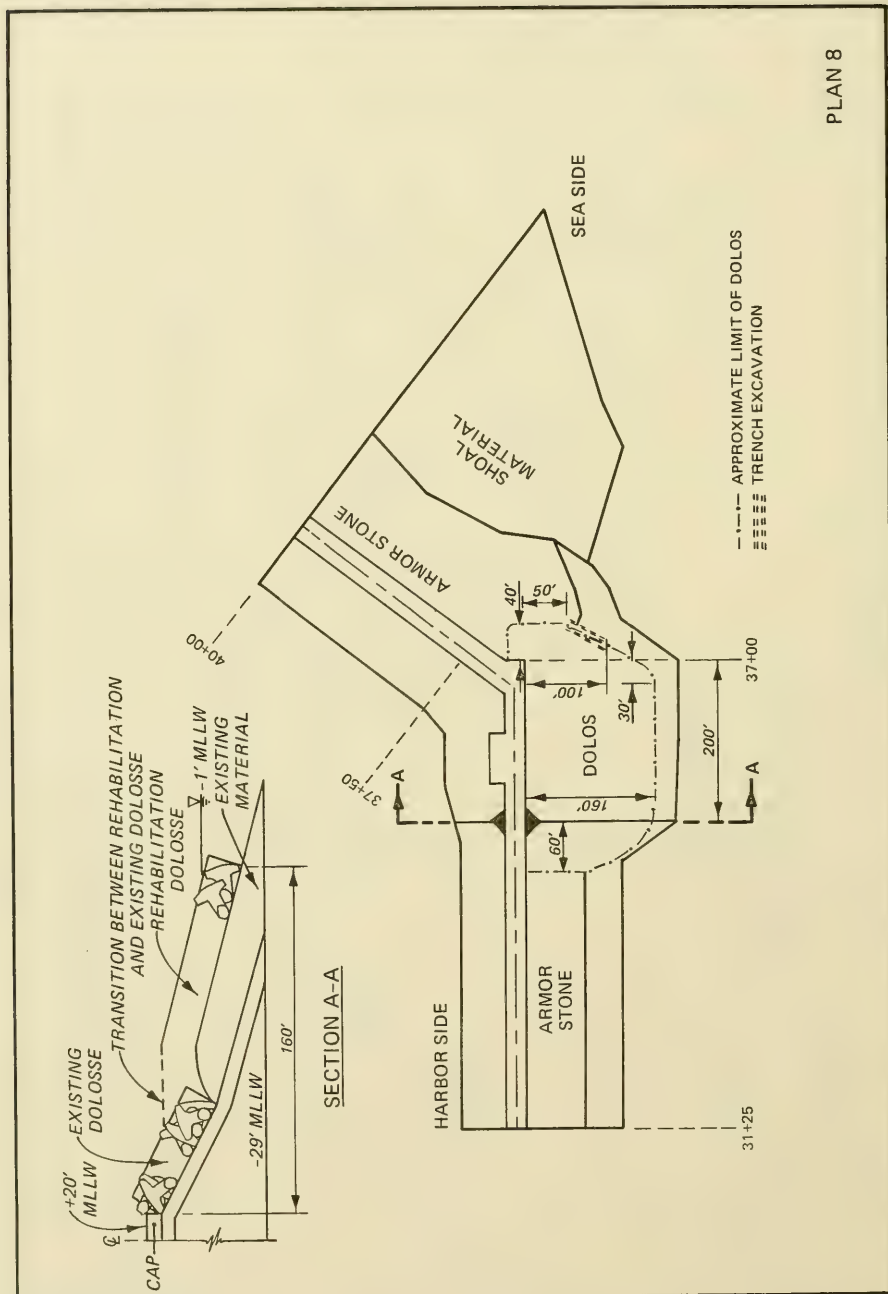 ℄
+20'
MLLW
CAP
EXISTING
DOLOSSE
TRANSITION BETWEEN REHABILITATION
AND EXISTING DOLOSSE
REHABILITATION
DOLOSSE
-1' MLLW
EXISTING
MATERIAL
-29' MLLW
160'
SECTION A-A
40+00
37+50
HARBOR SIDE
ARMOR STONE
SHOAL
MATERIAL
SEA SIDE
A
A
ARMOR
STONE
DOLOS
60'
160'
100'
30'
40'
50'
200'
37+00
31+25
APPROXIMATE LIMIT OF DOLOS
TRENCH EXCAVATION
PLAN 8